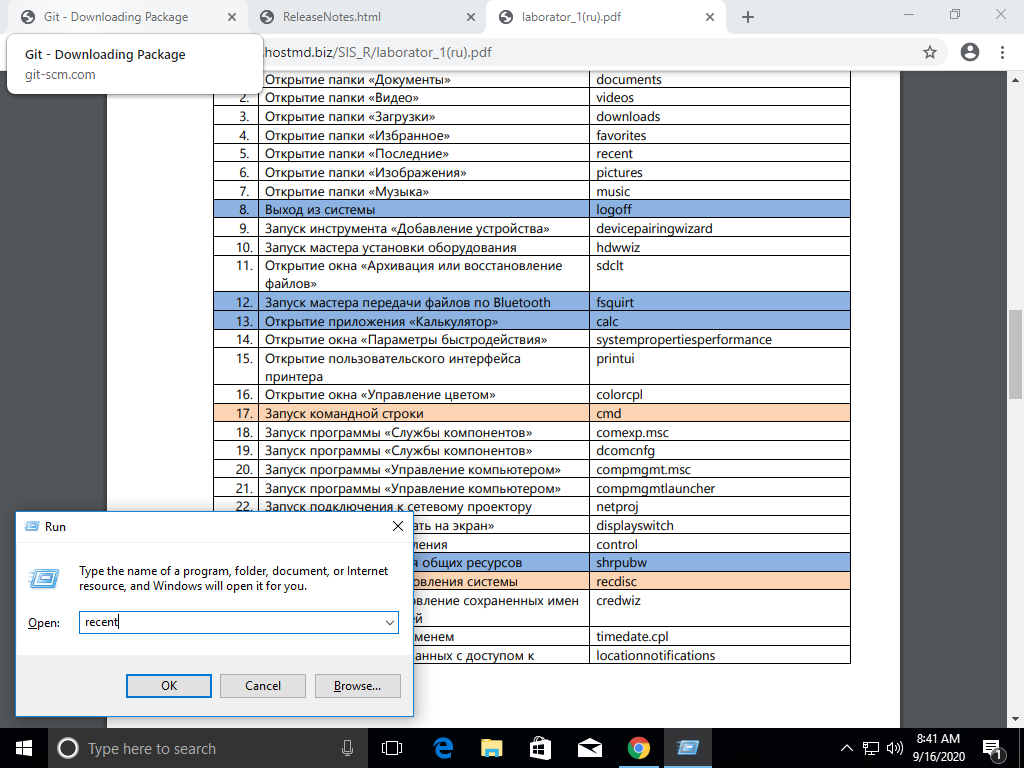 Git - Downloading Package
ReleaseNotes.html
laborator_1(ru).pdf
Git - Downloading Package
git-scm.com
.hostmd.biz/SIS_R/laborator_1(ru).pdf
Открытие папки «Документы» documents
2. Открытие папки «Видео» videos
3. Открытие папки «Загрузки» downloads
4. Открытие папки «Избранное» favorites
5. Открытие папки «Последние» recent
6. Открытие папки «Изображения» pictures
7. Открытие папки «Музыка» music
8. Выход из системы logoff
9. Запуск инструмента «Добавление устройства» devicepairingwizard
10. Запуск мастера установки оборудования hdwwiz
11. Открытие окна «Архивация или восстановление sdclt
файлов»
12. Запуск мастера передачи файлов по Bluetooth fsquirt
13. Открытие приложения «Калькулятор» calc
14. Открытие окна «Параметры быстродействия» systempropertiesperformance
15. Открытие пользовательского интерфейса printui
принтера
16. Открытие окна «Управление цветом» colorcpl
17. Запуск командной строки cmd
18. Запуск программы «Службы компонентов» comexp.msc
19. Запуск программы «Службы компонентов» dcomcnfg
20. Запуск программы «Управление компьютером» compmgmt.msc
21. Запуск программы «Управление компьютером» compmgmtlauncher
22. Запуск подключения к сетевому проектору netproj
ать на экран» displayswitch
ления control
я общих ресурсов shrpubw
овления системы recdisc
овление сохраненных имен credwiz
ей
менем timedate.cpl
анных с доступом к locationnotifications
Run
Type the name of a program, folder, document, or Internet
resource, and Windows will open it for you.
Open: recent
OK Cancel Browse...
Type here to search
8:41 AM
9/16/2020
1